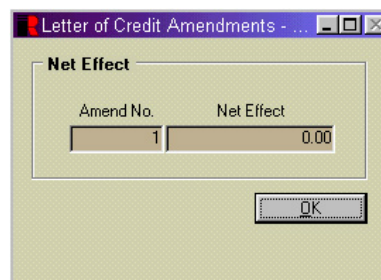 Letter of Credit Amendments - ...
Net Effect
Amend No. Net Effect
1 0.00
OK